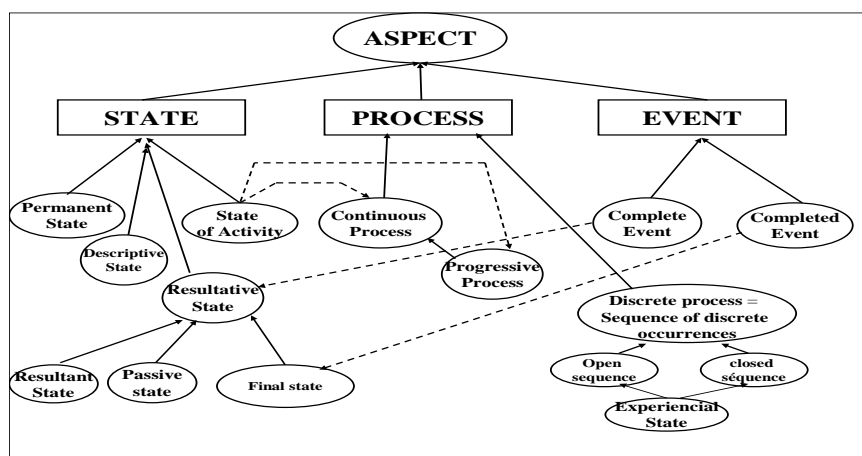 ASPECT
STATE
PROCESS
EVENT
Permanent
State
State
of Activity
Continuous
Process
Complete
Event
Completed
Event
Descriptive
State
Progressive
Process
Resultative
State
Discrete process =
Sequence of discrete
occurrences
Resultant
State
Passive
state
Final state
Open
sequence
closed
séquence
Experiencial
State